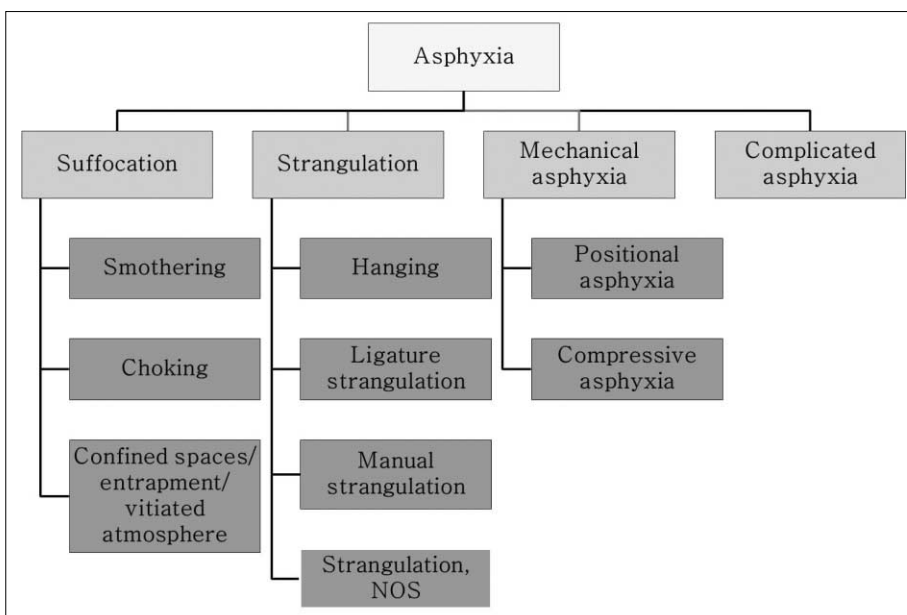 Asphyxia
Suffocation
Strangulation
Mechanical
asphyxia
Complicated
asphyxia
Smothering
Choking
Confined spaces/
entrapment/
vitiated
atmosphere
Hanging
Ligature
strangulation
Manual
strangulation
Strangulation,
NOS
Positional
asphyxia
Compressive
asphyxia